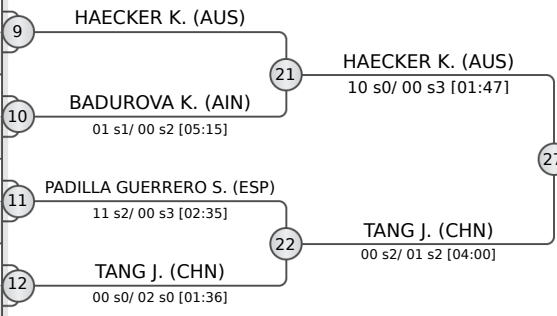 9
HAECKER K. (AUS)
21
HAECKER K. (AUS)
10 s0/ 00 s3 [01:47]
10
BADUROVA K. (AIN)
01 s1/ 00 s2 [05:15]
27
11
PADILLA GUERRERO S. (ESP)
11 s2/ 00 s3 [02:35]
22
TANG J. (CHN)
00 s2/ 01 s2 [04:00]
12
TANG J. (CHN)
00 s0/ 02 s0 [01:36]